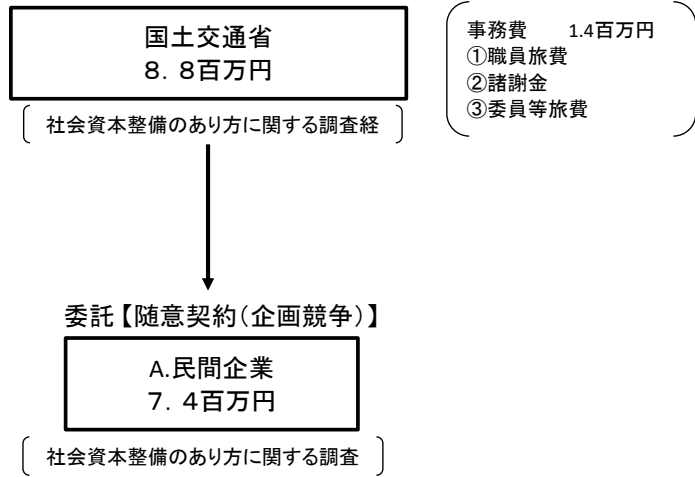 国土交通省
８．８百万円
社会資本整備のあり方に関する調査経
事務費　　1.4百万円
①職員旅費
②諸謝金
③委員等旅費
委託【随意契約（企画競争）】
A.民間企業
７．４百万円
社会資本整備のあり方に関する調査